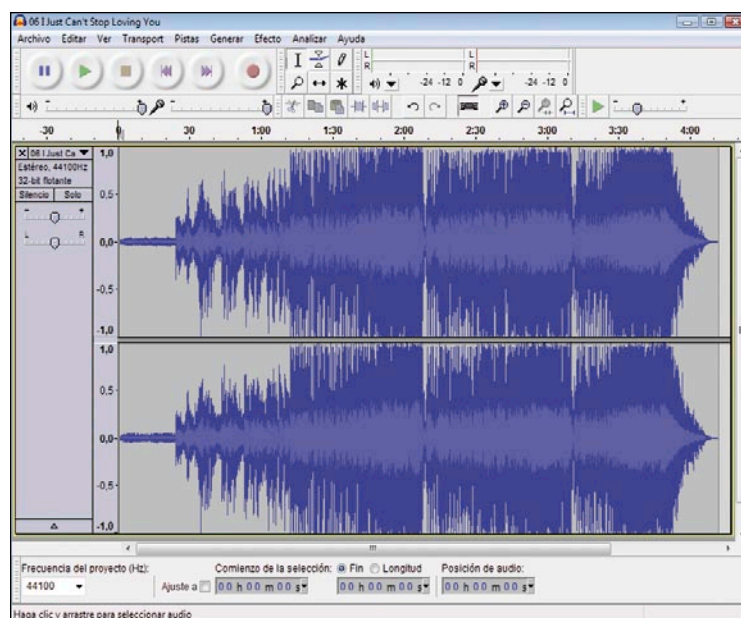 06 I Just Can't Stop Loving You
Archivo Editar Ver Transport Pistas Generar Efecto Analizar Ayuda
L
R
-24 -12 0
L
R
-24 -12 0
-30 0 30 1:00 1:30 2:00 2:30 3:00 3:30 4:00
06 I Just Ca
Estéreo, 44100Hz
32-bit flotante
Silencio Solo
- +
L R
1,0
0,5-
0,0-
-0,5-
-1,0
1,0
0,5-
0,0-
-0,5-
-1,0
Frecuencia del proyecto (Hz): Comienzo de la selección: Fin Longitud Posición de audio:
44100 Ajuste a 00 h 00 m 00 s 00 h 00 m 00 s 00 h 00 m 00 s
Haga clic y arrastre para seleccionar audio